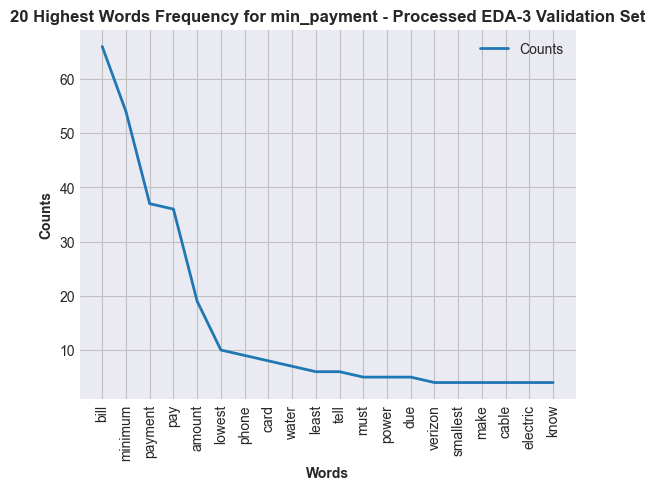 20 Highest Words Frequency for min_payment - Processed EDA-3 Validation Set
Counts
60
50
40
30
20
10
Counts
bill
minimum
payment
pay
amount
lowest
phone
card
water
least
tell
must
power
due
verizon
smallest
make
cable
electric
know
Words